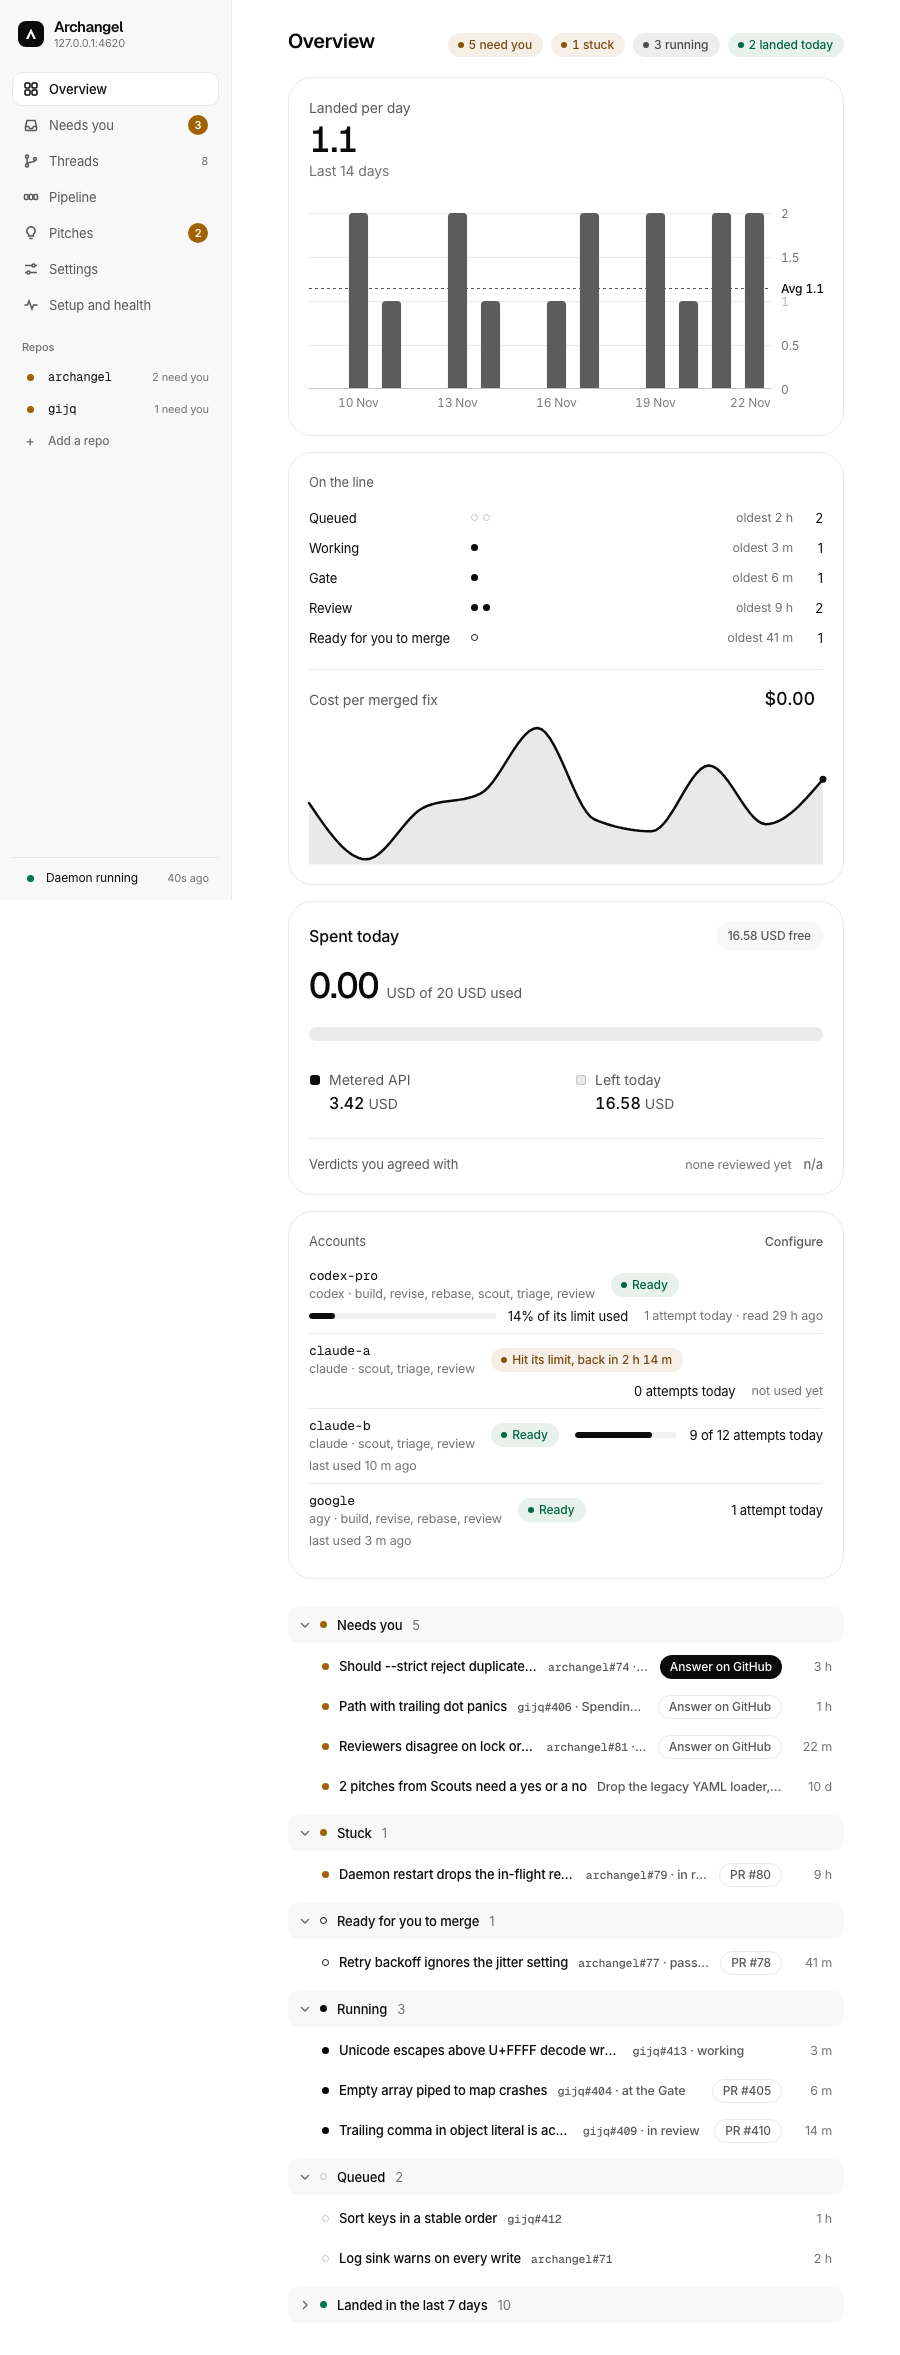 Archangel
127.0.0.1:4620
Overview
Needs you 3
Threads 8
Pipeline
Pitches 2
Settings
Setup and health
Repos
archangel 2 need you
gijq 1 need you
+ Add a repo
Daemon running 40s ago
Overview
5 need you
1 stuck
3 running
2 landed today
Landed per day
1.1
Last 14 days
2
1.5
Avg 1.1
1
0.5
0
10 Nov 13 Nov 16 Nov 19 Nov 22 Nov
On the line
Queued oldest 2 h 2
Working oldest 3 m 1
Gate oldest 6 m 1
Review oldest 9 h 2
Ready for you to merge oldest 41 m 1
Cost per merged fix $0.00
Spent today 16.58 USD free
0.00 USD of 20 USD used
Metered API Left today
3.42 USD 16.58 USD
Verdicts you agreed with none reviewed yet n/a
Accounts Configure
codex-pro
codex · build, revise, rebase, scout, triage, review Ready
14% of its limit used 1 attempt today · read 29 h ago
claude-a
claude · scout, triage, review Hit its limit, back in 2 h 14 m
0 attempts today not used yet
claude-b
claude · scout, triage, review Ready 9 of 12 attempts today
last used 10 m ago
google
agy · build, revise, rebase, review Ready 1 attempt today
last used 3 m ago
Needs you 5
Should --strict reject duplicate... archangel#74 ·... Answer on GitHub 3 h
Path with trailing dot panics gijq#406 · Spendin... Answer on GitHub 1 h
Reviewers disagree on lock or... archangel#81 ·... Answer on GitHub 22 m
2 pitches from Scouts need a yes or a no Drop the legacy YAML loader,... 10 d
Stuck 1
Daemon restart drops the in-flight re... archangel#79 · in r... PR #80 9 h
Ready for you to merge 1
Retry backoff ignores the jitter setting archangel#77 · pass... PR #78 41 m
Running 3
Unicode escapes above U+FFFF decode wr... gijq#413 · working 3 m
Empty array piped to map crashes gijq#404 · at the Gate PR #405 6 m
Trailing comma in object literal is ac... gijq#409 · in review PR #410 14 m
Queued 2
Sort keys in a stable order gijq#412 1 h
Log sink warns on every write archangel#71 2 h
Landed in the last 7 days 10